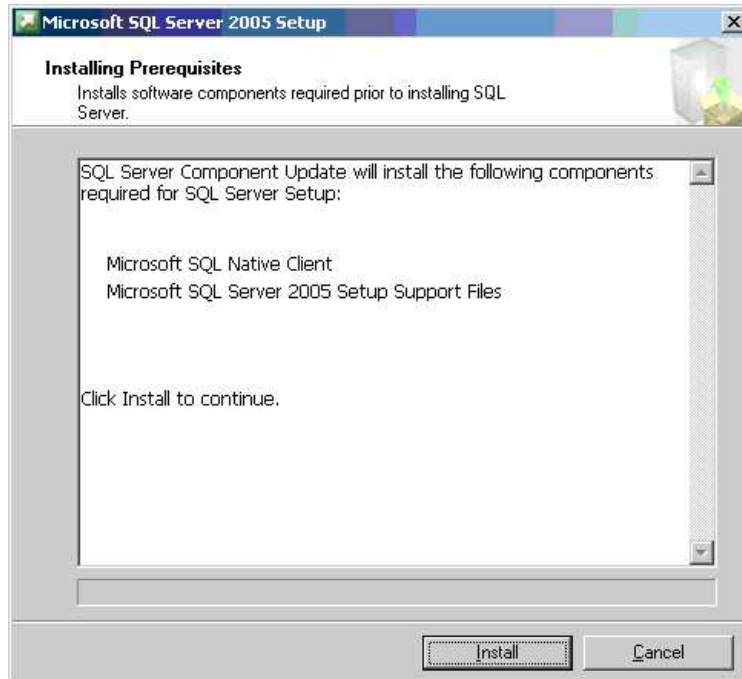 Microsoft SQL Server 2005 Setup
Installing Prerequisites
Installs software components required prior to installing SQL
Server.
SQL Server Component Update will install the following components
required for SQL Server Setup:
Microsoft SQL Native Client
Microsoft SQL Server 2005 Setup Support Files
Click Install to continue.
Install
Cancel